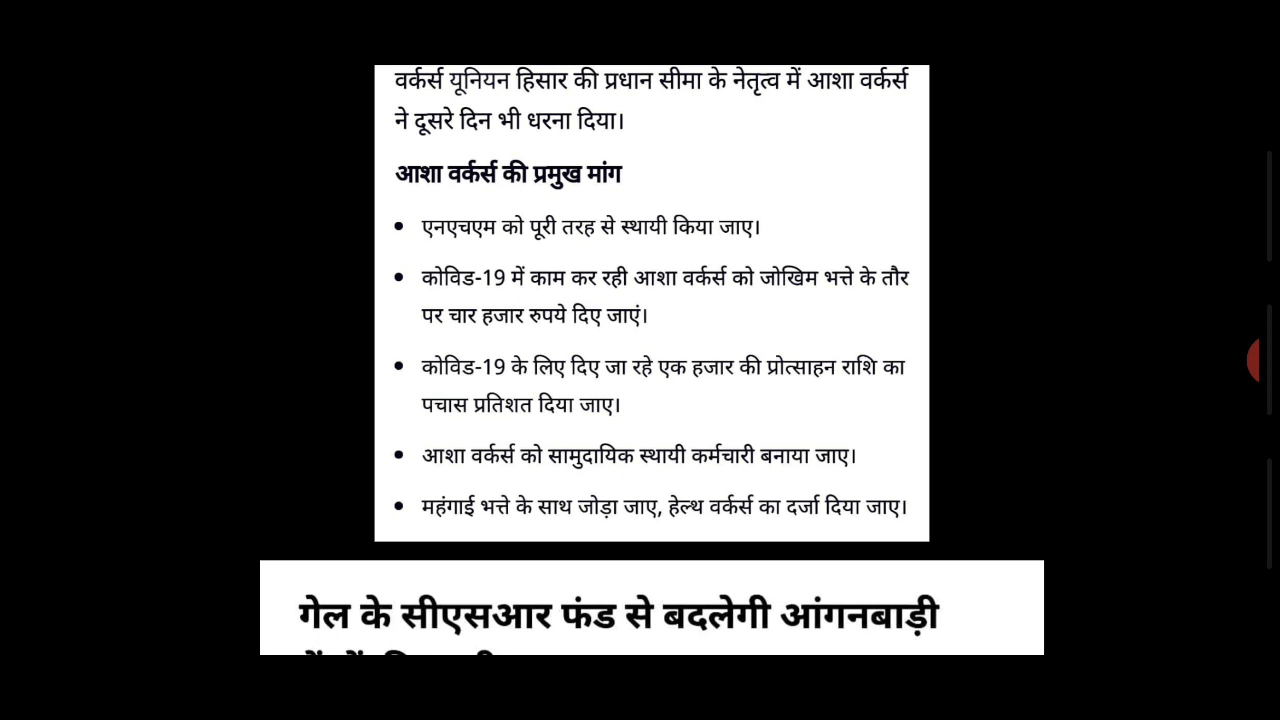 वर्कर्स यूनियन हिसार की प्रधान सीमा के नेतृत्व में आशा वर्कर्स
ने दूसरे दिन भी धरना दिया।
आशा वर्कर्स की प्रमुख मांग
• एनएचएम को पूरी तरह से स्थायी किया जाए।
• कोविड-19 में काम कर रही आशा वर्कर्स को जोखिम भत्ते के तौर
पर चार हजार रुपये दिए जाएं।
• कोविड-19 के लिए दिए जा रहे एक हजार की प्रोत्साहन राशि का
पचास प्रतिशत दिया जाए।
• आशा वर्कर्स को सामुदायिक स्थायी कर्मचारी बनाया जाए।
• महंगाई भत्ते के साथ जोड़ा जाए, हेल्थ वर्कर्स का दर्जा दिया जाए।
गेल के सीएसआर फंड से बदलेगी आंगनबाड़ी